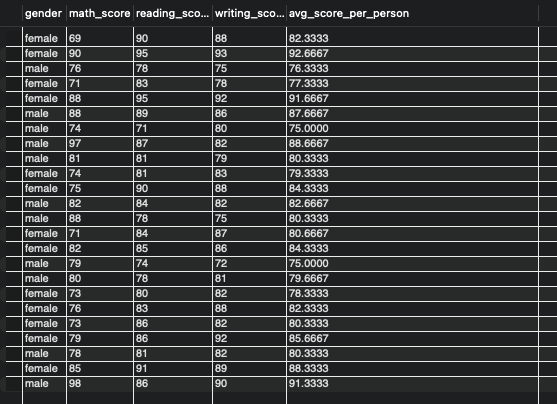 gender math_score reading_sco... writing_sco... avg_score_per_person
female 69 90 88 82.3333
female 90 95 93 92.6667
male 76 78 75 76.3333
female 71 83 78 77.3333
female 88 95 92 91.6667
male 88 89 86 87.6667
male 74 71 80 75.0000
male 97 87 82 88.6667
male 81 81 79 80.3333
female 74 81 83 79.3333
female 75 90 88 84.3333
male 82 84 82 82.6667
male 88 78 75 80.3333
female 71 84 87 80.6667
female 82 85 86 84.3333
male 79 74 72 75.0000
male 80 78 81 79.6667
female 73 80 82 78.3333
female 76 83 88 82.3333
female 73 86 82 80.3333
female 79 86 92 85.6667
male 78 81 82 80.3333
female 85 91 89 88.3333
male 98 86 90 91.3333